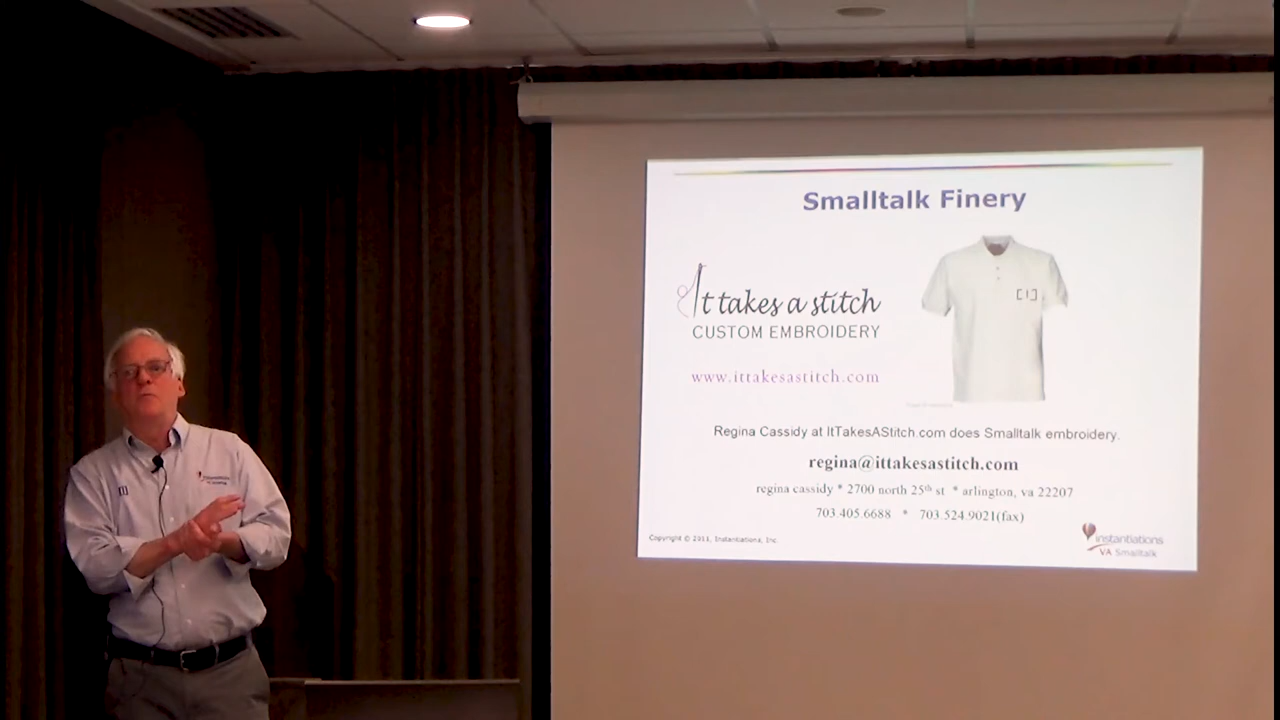 Smalltalk Finery
It takes a stitch
CUSTOM EMBROIDERY
[|]
www.ittakesastitch.com
Regina Cassidy at ItTakesAStitch.com does Smalltalk embroidery.
regina@ittakesastitch.com
regina cassidy * 2700 north 25th st * arlington, va 22207
703.405.6688 * 703.524.9021(fax)
Copyright © 2011, Instantiations, Inc.
instantiations
VA Smalltalk